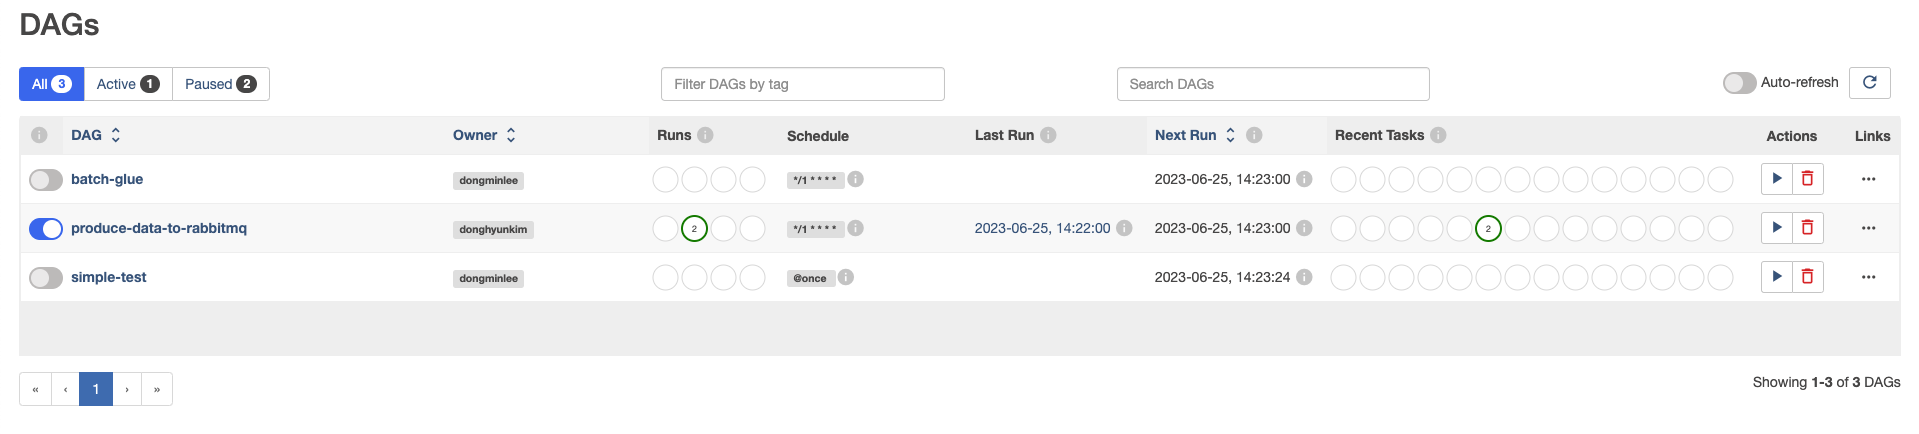 DAGs
All 3 Active 1 Paused 2 Filter DAGs by tag Search DAGs Auto-refresh
DAG Owner Runs Schedule Last Run Next Run Recent Tasks Actions Links
batch-glue dongminlee */1 * * * * 2023-06-25, 14:23:00
produce-data-to-rabbitmq donghyunkim 2 */1 * * * * 2023-06-25, 14:22:00 2023-06-25, 14:23:00 2
simple-test dongminlee @once 2023-06-25, 14:23:24
« ‹ 1 › » Showing 1-3 of 3 DAGs